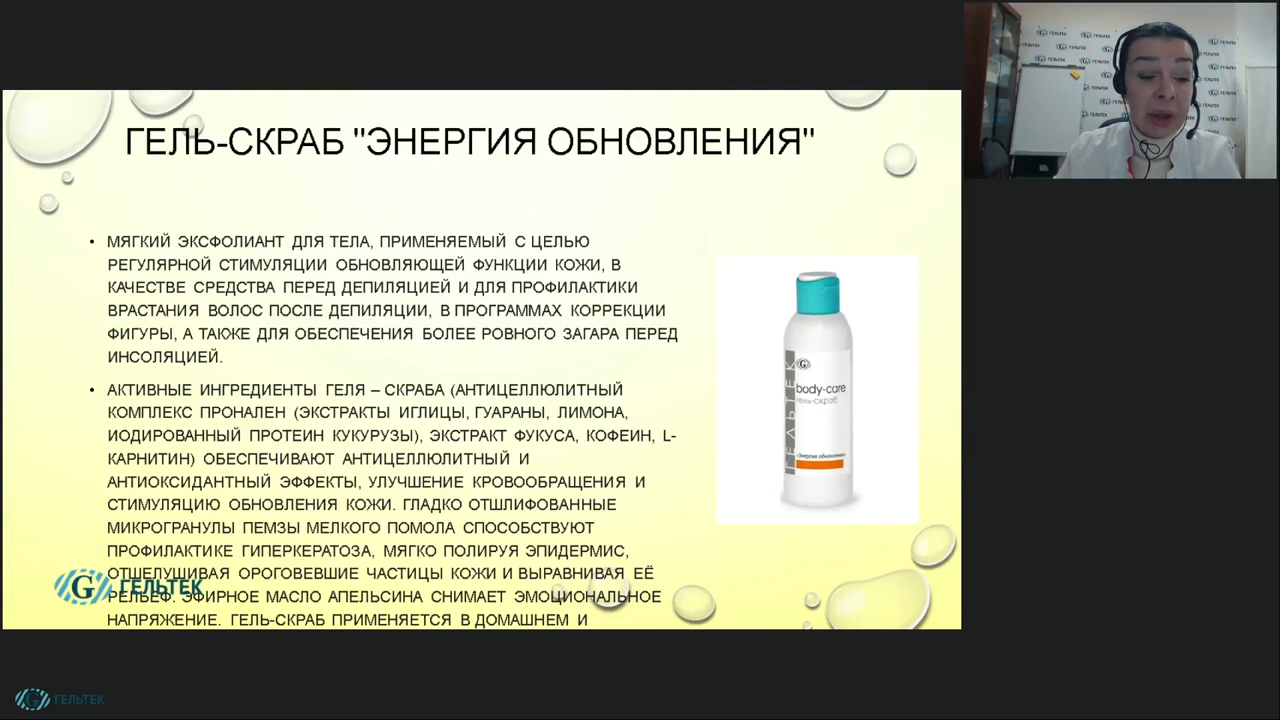 ГЕЛЬ-СКРАБ "ЭНЕРГИЯ ОБНОВЛЕНИЯ"
• МЯГКИЙ ЭКСФОЛИАНТ ДЛЯ ТЕЛА, ПРИМЕНЯЕМЫЙ С ЦЕЛЬЮ
РЕГУЛЯРНОЙ СТИМУЛЯЦИИ ОБНОВЛЯЮЩЕЙ ФУНКЦИИ КОЖИ, В
КАЧЕСТВЕ СРЕДСТВА ПЕРЕД ДЕПИЛЯЦИЕЙ И ДЛЯ ПРОФИЛАКТИКИ
ВРАСТАНИЯ ВОЛОС ПОСЛЕ ДЕПИЛЯЦИИ, В ПРОГРАММАХ КОРРЕКЦИИ
ФИГУРЫ, А ТАКЖЕ ДЛЯ ОБЕСПЕЧЕНИЯ БОЛЕЕ РОВНОГО ЗАГАРА ПЕРЕД
ИНСОЛЯЦИЕЙ.
• АКТИВНЫЕ ИНГРЕДИЕНТЫ ГЕЛЯ – СКРАБА (АНТИЦЕЛЛЮЛИТНЫЙ
КОМПЛЕКС ПРОНАЛЕН (ЭКСТРАКТЫ ИГЛИЦЫ, ГУАРАНЫ, ЛИМОНА,
ИОДИРОВАННЫЙ ПРОТЕИН КУКУРУЗЫ), ЭКСТРАКТ ФУКУСА, КОФЕИН, L-
КАРНИТИН) ОБЕСПЕЧИВАЮТ АНТИЦЕЛЛЮЛИТНЫЙ И
АНТИОКСИДАНТНЫЙ ЭФФЕКТЫ, УЛУЧШЕНИЕ КРОВООБРАЩЕНИЯ И
СТИМУЛЯЦИЮ ОБНОВЛЕНИЯ КОЖИ. ГЛАДКО ОТШЛИФОВАННЫЕ
МИКРОГРАНУЛЫ ПЕМЗЫ МЕЛКОГО ПОМОЛА СПОСОБСТВУЮТ
ПРОФИЛАКТИКЕ ГИПЕРКЕРАТОЗА, МЯГКО ПОЛИРУЯ ЭПИДЕРМИС,
ОТШЕЛУШИВАЯ ОРОГОВЕВШИЕ ЧАСТИЦЫ КОЖИ И ВЫРАВНИВАЯ ЕЁ
РЕЛЬЕФ. ЭФИРНОЕ МАСЛО АПЕЛЬСИНА СНИМАЕТ ЭМОЦИОНАЛЬНОЕ
НАПРЯЖЕНИЕ. ГЕЛЬ-СКРАБ ПРИМЕНЯЕТСЯ В ДОМАШНЕМ И
G ГЕЛЬТЕК
ГЕЛЬТЕК
G
body-care
гель-скраб
«Энергия обновления»
G ГЕЛЬТЕК